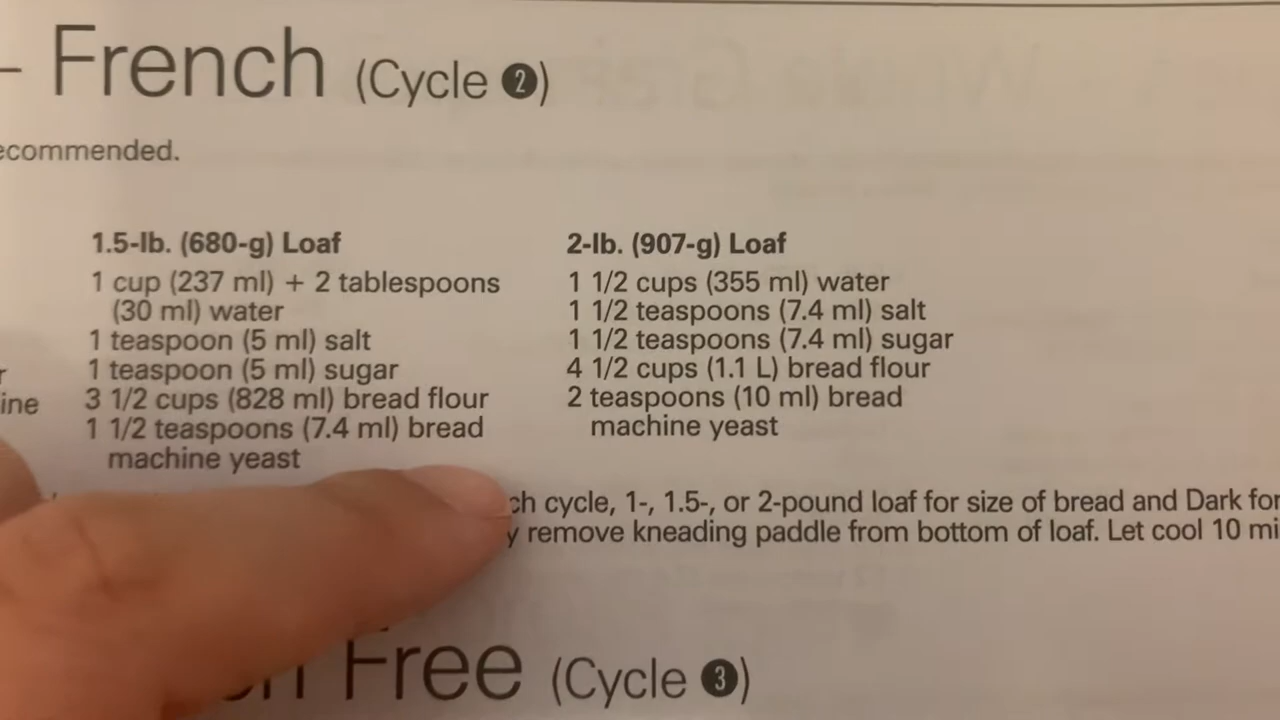 – French (Cycle 2)
ecommended.
r
ine
1.5-lb. (680-g) Loaf
1 cup (237 ml) + 2 tablespoons
(30 ml) water
1 teaspoon (5 ml) salt
1 teaspoon (5 ml) sugar
3 1/2 cups (828 ml) bread flour
1 1/2 teaspoons (7.4 ml) bread
machine yeast
2-lb. (907-g) Loaf
1 1/2 cups (355 ml) water
1 1/2 teaspoons (7.4 ml) salt
1 1/2 teaspoons (7.4 ml) sugar
4 1/2 cups (1.1 L) bread flour
2 teaspoons (10 ml) bread
machine yeast
ch cycle, 1-, 1.5-, or 2-pound loaf for size of bread and Dark for
y remove kneading paddle from bottom of loaf. Let cool 10 mi
Free (Cycle 3)